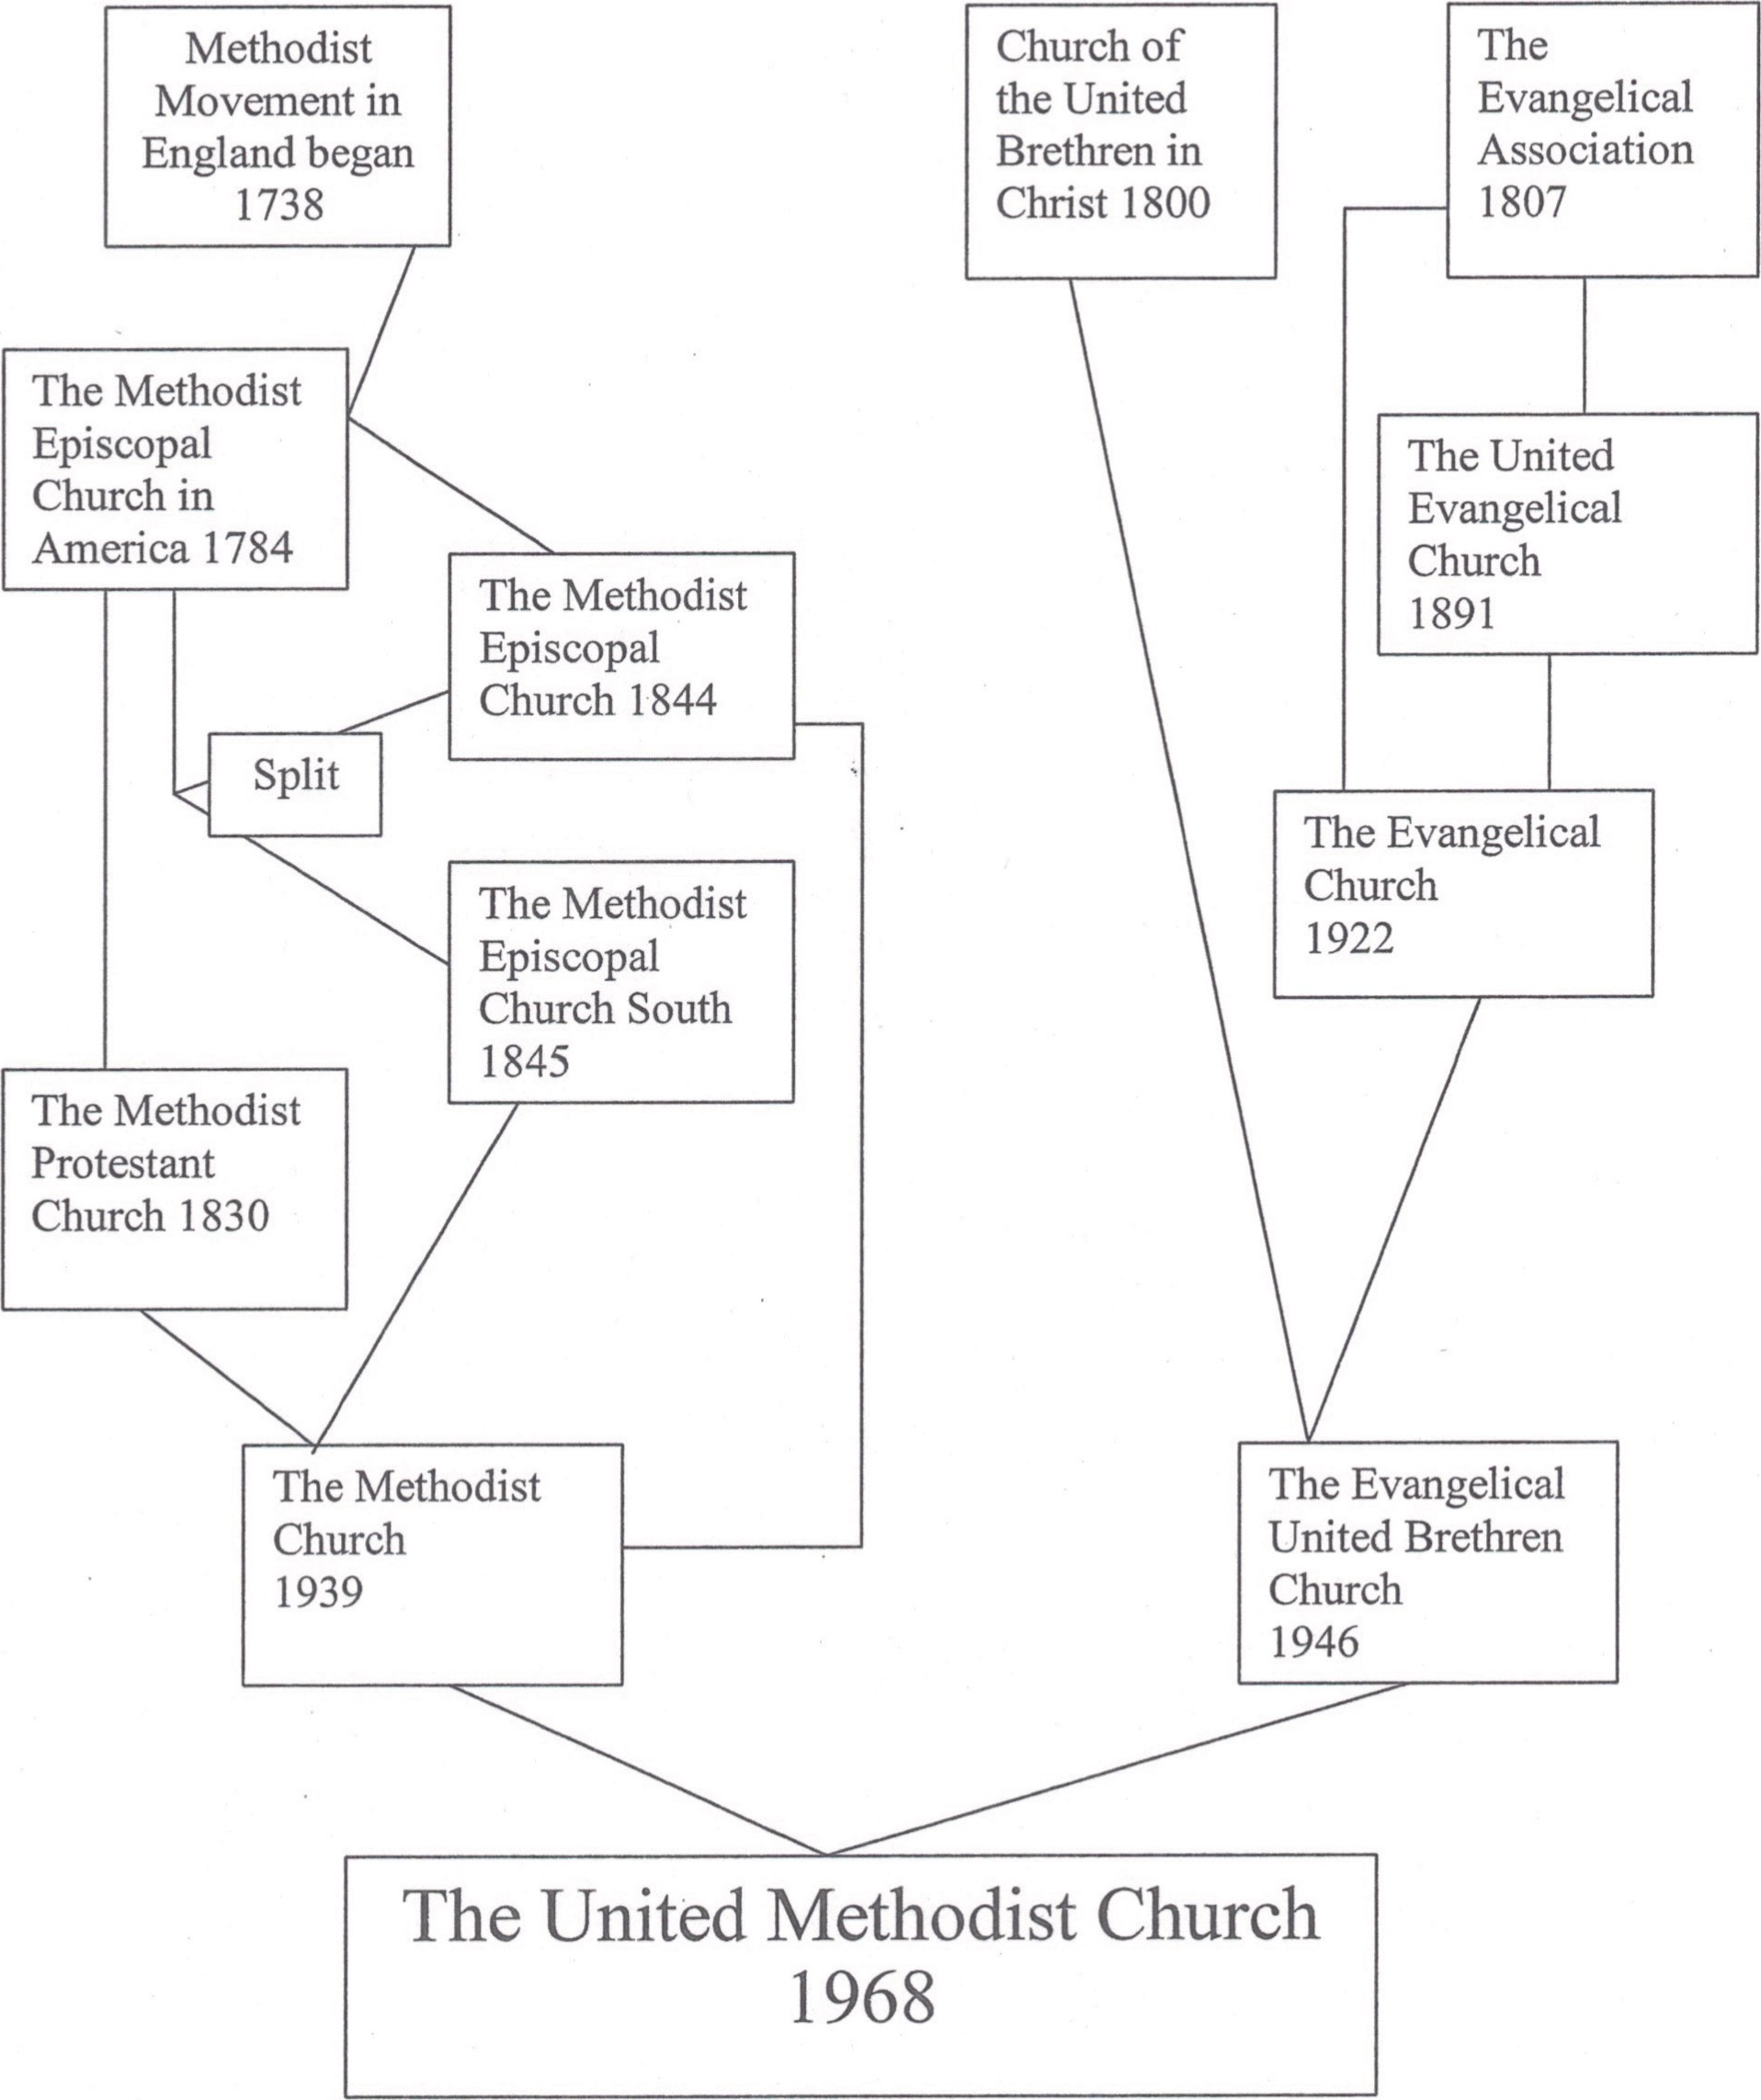 Methodist
Movement in
England began
1738
Church of
the United
Brethren in
Christ 1800
The
Evangelical
Association
1807
The Methodist
Episcopal
Church in
America 1784
The United
Evangelical
Church
1891
The Methodist
Episcopal
Church 1844
Split
The Evangelical
Church
1922
The Methodist
Episcopal
Church South
1845
The Methodist
Protestant
Church 1830
The Methodist
Church
1939
The Evangelical
United Brethren
Church
1946
The United Methodist Church
1968